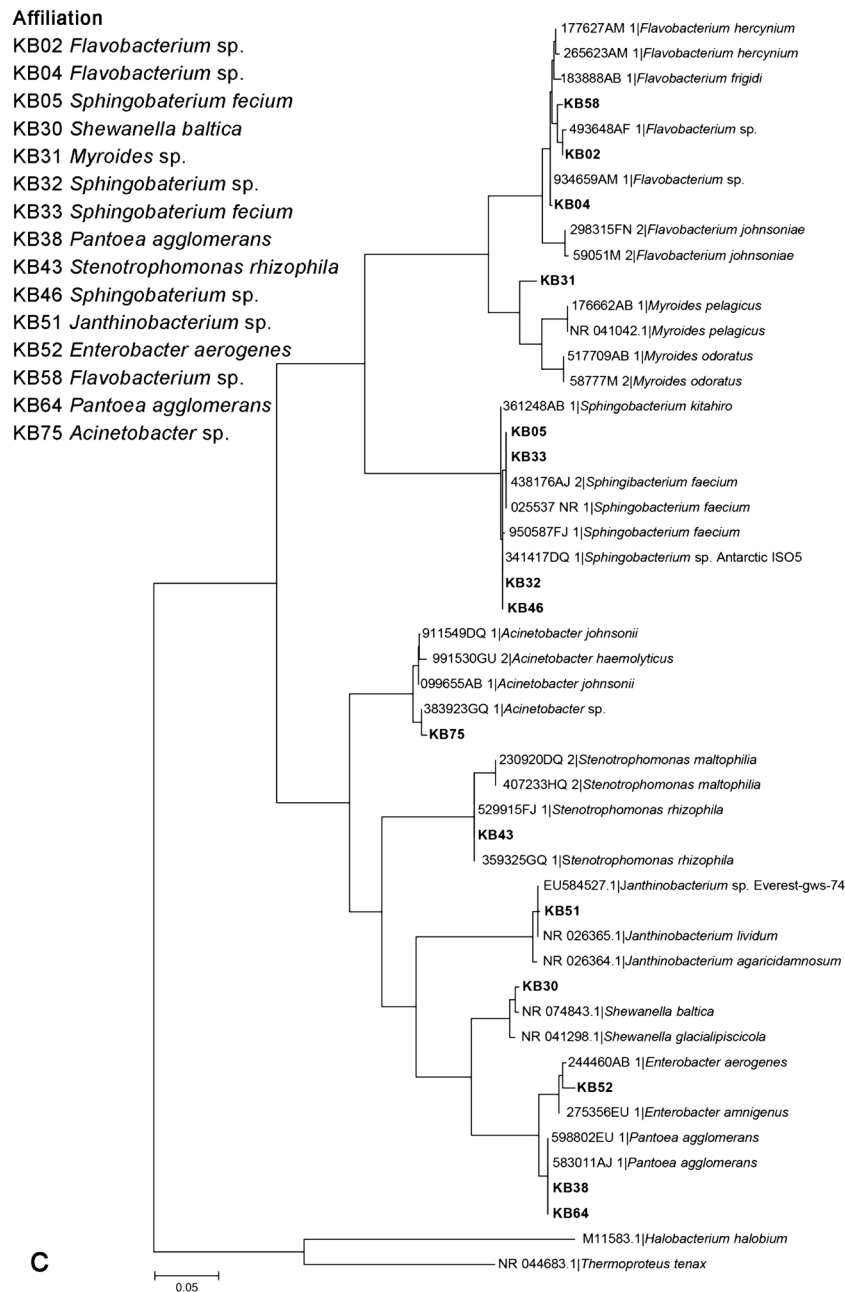 Affiliation
KB02 Flavobacterium sp.
KB04 Flavobacterium sp.
KB05 Sphingobaterium fecium
KB30 Shewanella baltica
KB31 Myroides sp.
KB32 Sphingobaterium sp.
KB33 Sphingobaterium fecium
KB38 Pantoea agglomerans
KB43 Stenotrophomonas rhizophila
KB46 Sphingobaterium sp.
KB51 Janthinobacterium sp.
KB52 Enterobacter aerogenes
KB58 Flavobacterium sp.
KB64 Pantoea agglomerans
KB75 Acinetobacter sp.
177627AM 1|Flavobacterium hercynium
265623AM 1|Flavobacterium hercynium
183888AB 1|Flavobacterium frigidi
KB58
493648AF 1|Flavobacterium sp.
KB02
934659AM 1|Flavobacterium sp.
KB04
298315FN 2|Flavobacterium johnsoniae
59051M 2|Flavobacterium johnsoniae
KB31
176662AB 1|Myroides pelagicus
NR 041042.1|Myroides pelagicus
517709AB 1|Myroides odoratus
58777M 2|Myroides odoratus
361248AB 1|Sphingobacterium kitahiro
KB05
KB33
438176AJ 2|Sphingibacterium faecium
025537 NR 1|Sphingobacterium faecium
950587FJ 1|Sphingobacterium faecium
341417DQ 1|Sphingobacterium sp. Antarctic ISO5
KB32
KB46
911549DQ 1|Acinetobacter johnsonii
991530GU 2|Acinetobacter haemolyticus
099655AB 1|Acinetobacter johnsonii
383923GQ 1|Acinetobacter sp.
KB75
230920DQ 2|Stenotrophomonas maltophilia
407233HQ 2|Stenotrophomonas maltophilia
529915FJ 1|Stenotrophomonas rhizophila
KB43
359325GQ 1|Stenotrophomonas rhizophila
EU584527.1|Janthinobacterium sp. Everest-gws-74
KB51
NR 026365.1|Janthinobacterium lividum
NR 026364.1|Janthinobacterium agaricidamnosum
KB30
NR 074843.1|Shewanella baltica
NR 041298.1|Shewanella glacialipiscicola
244460AB 1|Enterobacter aerogenes
KB52
275356EU 1|Enterobacter amnigenus
598802EU 1|Pantoea agglomerans
583011AJ 1|Pantoea agglomerans
KB38
KB64
M11583.1|Halobacterium halobium
NR 044683.1|Thermoproteus tenax
C
0.05